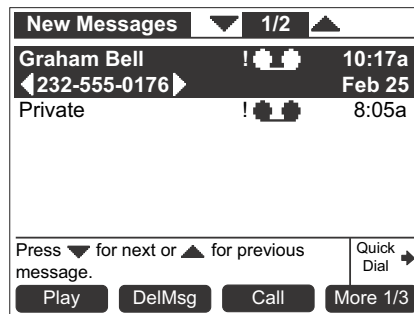 New Messages 1/2
Graham Bell ! 10:17a
232-555-0176 Feb 25
Private ! 8:05a
Press for next or for previous
message.
Quick
Dial
Play DelMsg Call More 1/3